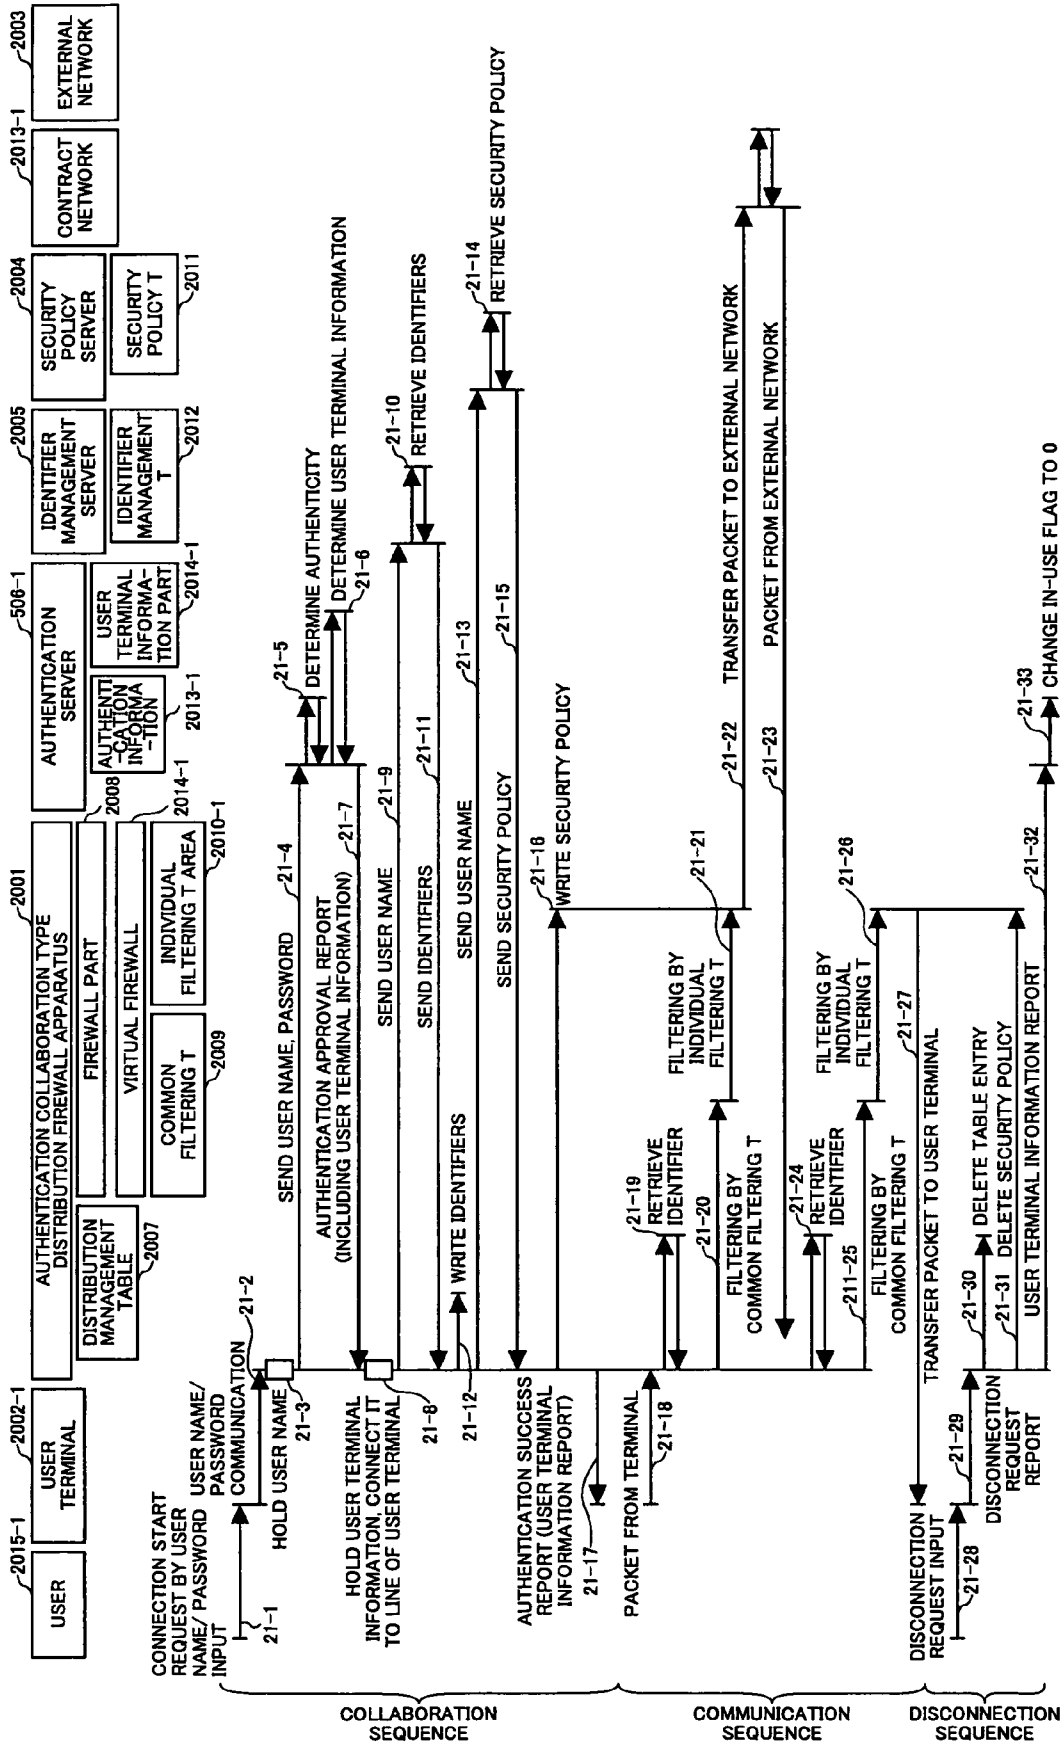 2015-1
USER
2002-1
USER
TERMINAL
2001
AUTHENTICATION COLLABORATION TYPE
DISTRIBUTION FIREWALL APPARATUS
DISTRIBUTION
MANAGEMENT
TABLE
2007
FIREWALL PART
2008
VIRTUAL FIREWALL
2014-1
COMMON
FILTERING T
2009
INDIVIDUAL
FILTERING T AREA
2010-1
506-1
AUTHENTICATION
SERVER
AUTHENTI
-CATION
INFORMA
-TION
2013-1
USER
TERMINAL
INFORMA-
TION PART
2014-1
2005
IDENTIFIER
MANAGEMENT
SERVER
IDENTIFIER
MANAGEMENT
T
2012
2004
SECURITY
POLICY
SERVER
SECURITY
POLICY T
2011
2013-1
CONTRACT
NETWORK
2003
EXTERNAL
NETWORK
CONNECTION START
REQUEST BY USER
NAME/ PASSWORD
INPUT
21-1
USER NAME/
PASSWORD
COMMUNICATION
21-2
HOLD USER NAME
21-3
SEND USER NAME, PASSWORD
21-4
21-5
DETERMINE AUTHENTICITY
DETERMINE USER TERMINAL INFORMATION
21-6
AUTHENTICATION APPROVAL REPORT
(INCLUDING USER TERMINAL INFORMATION)
21-7
HOLD USER TERMINAL
INFORMATION, CONNECT IT
TO LINE OF USER TERMINAL
21-8
SEND USER NAME
21-9
21-10
RETRIEVE IDENTIFIERS
SEND IDENTIFIERS
21-11
WRITE IDENTIFIERS
21-12
SEND USER NAME
21-13
21-14
RETRIEVE SECURITY POLICY
SEND SECURITY POLICY
21-15
21-16
WRITE SECURITY POLICY
AUTHENTICATION SUCCESS
REPORT (USER TERMINAL
INFORMATION REPORT)
21-17
COLLABORATION
SEQUENCE
PACKET FROM TERMINAL
21-18
21-19
RETRIEVE
IDENTIFIER
21-20
FILTERING BY
COMMON FILTERING T
FILTERING BY
INDIVIDUAL
FILTERING T
21-21
21-22
TRANSFER PACKET TO EXTERNAL NETWORK
21-23
PACKET FROM EXTERNAL NETWORK
21-24
RETRIEVE
IDENTIFIER
211-25
FILTERING BY
COMMON FILTERING T
FILTERING BY
INDIVIDUAL
FILTERING T
21-26
21-27
TRANSFER PACKET TO USER TERMINAL
COMMUNICATION
SEQUENCE
DISCONNECTION
REQUEST INPUT
21-28
21-29
DISCONNECTION
REQUEST
REPORT
21-30
DELETE TABLE ENTRY
21-31
DELETE SECURITY POLICY
USER TERMINAL INFORMATION REPORT
21-32
21-33
CHANGE IN-USE FLAG TO 0
DISCONNECTION
SEQUENCE